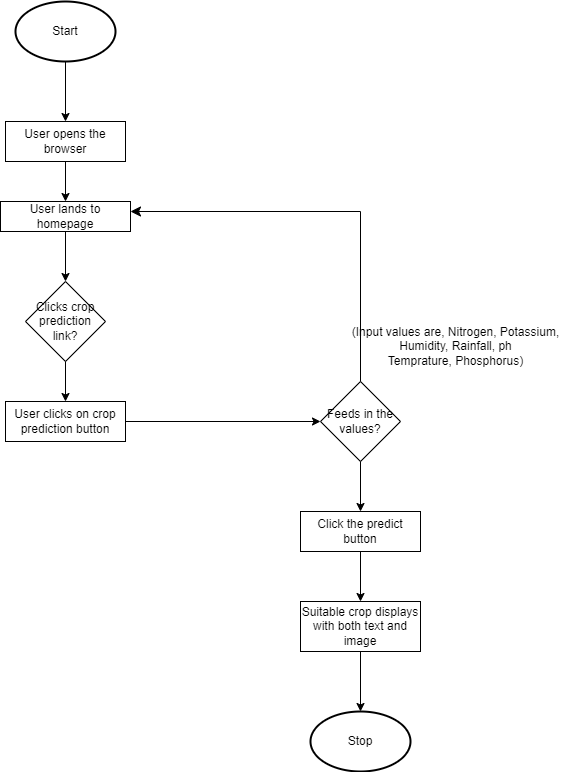 Start
User opens the
browser
User lands to
homepage
Clicks crop
prediction
link?
(Input values are, Nitrogen, Potassium,
Humidity, Rainfall, ph
Temprature, Phosphorus)
User clicks on crop
prediction button
Feeds in the
values?
Click the predict
button
Suitable crop displays
with both text and
image
Stop